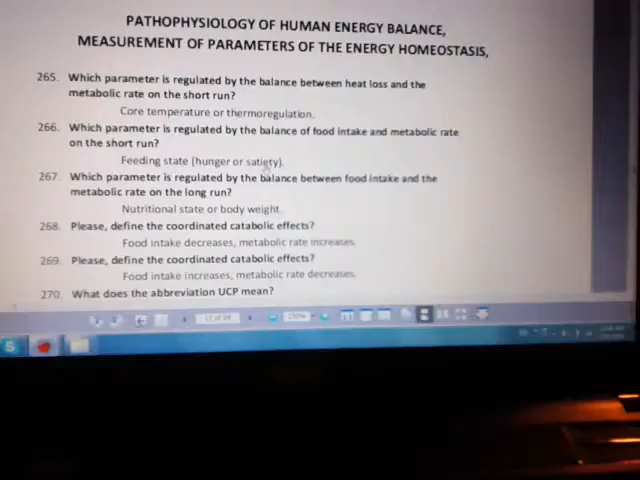 PATHOPHYSIOLOGY OF HUMAN ENERGY BALANCE,
MEASUREMENT OF PARAMETERS OF THE ENERGY HOMEOSTASIS,
265. Which parameter is regulated by the balance between heat loss and the
metabolic rate on the short run?
Core temperature or thermoregulation.
266. Which parameter is regulated by the balance of food intake and metabolic rate
on the short run?
Feeding state (hunger or satiety).
267. Which parameter is regulated by the balance between food intake and the
metabolic rate on the long run?
Nutritional state or body weight.
268. Please, define the coordinated catabolic effects?
Food intake decreases, metabolic rate increases.
269. Please, define the coordinated catabolic effects?
Food intake increases, metabolic rate decreases.
270. What does the abbreviation UCP mean?
150%